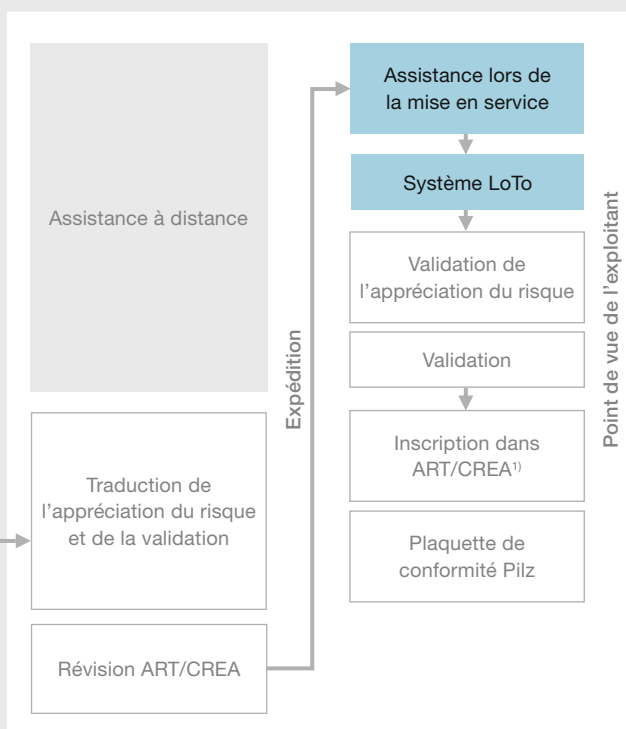 Assistance à distance
Traduction de
l'appréciation du risque
et de la validation
Révision ART/CREA
Expédition
Assistance lors de
la mise en service
Système LoTo
Validation de
l'appréciation du risque
Validation
Inscription dans
ART/CREA¹⁾
Plaquette de
conformité Pilz
Point de vue de l'exploitant